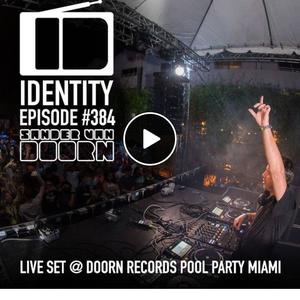 ID
IDENTITY
EPISODE #384
SANDER VAN
DOORN
LIVE SET @ DOORN RECORDS POOL PARTY MIAMI